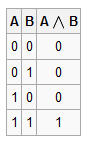 A B A ∧ B
0 0 0
0 1 0
1 0 0
1 1 1